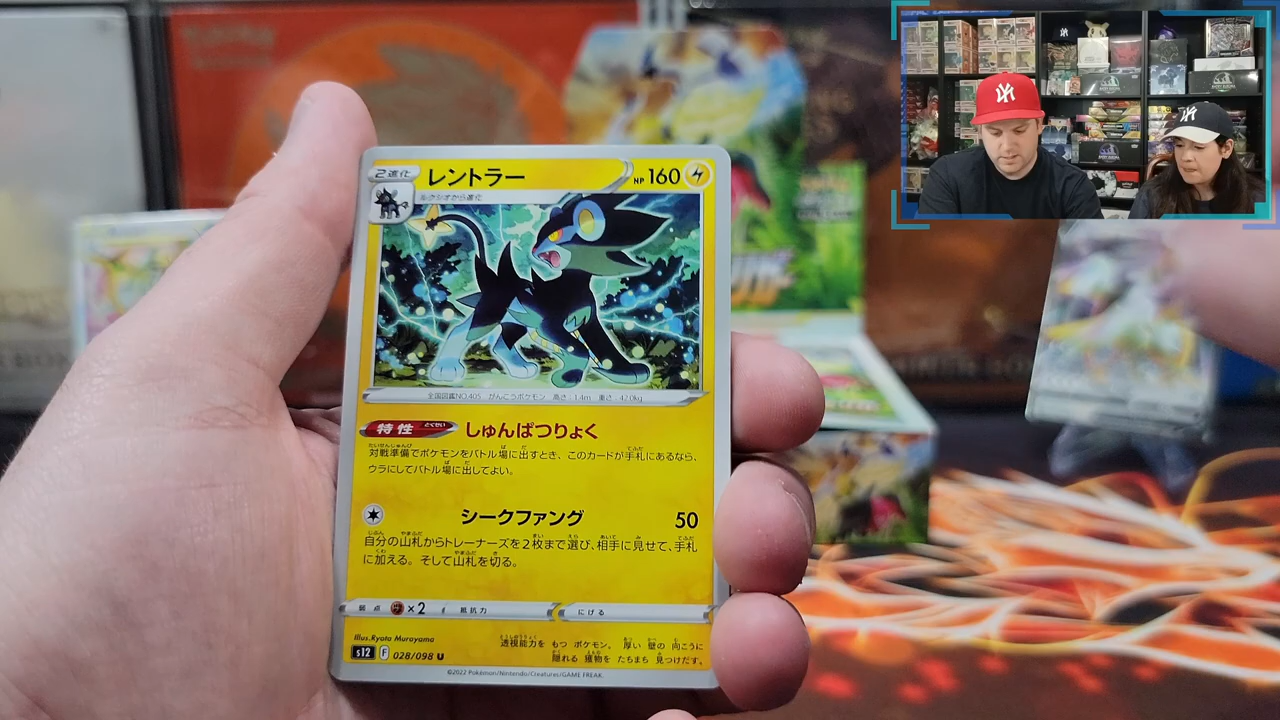 2進化
レントラー
HP 160
ルクシオから進化
全国図鑑NO.405 がんこうポケモン 高さ:1.4m 重さ:42.0kg
特性 とくせい しゅんぱつりょく
対戦準備でポケモンをバトル場に出すとき、このカードが手札にあるなら、
ウラにしてバトル場に出してよい。
シークファング 50
自分の山札からトレーナーズを2枚まで選び、相手に見せて、手札
に加える。そして山札を切る。
弱点 ×2 抵抗力 にげる
Illus.Ryota Murayama
透視能力を もつ ポケモン。厚い 壁の 向こうに
隠れる 獲物を たちまち 見つけだす。
s12 F 028/098 U
©2022 Pokémon/Nintendo/Creatures/GAME FREAK.